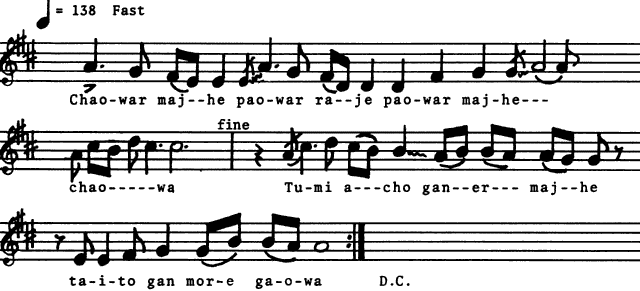 = 138 Fast
Chao-war maj--he pao-war ra--je pao-war maj-he---
fine
chao-----wa Tu-mi a---cho gan--er--- maj--he
ta-i-to gan mor-e ga-o-wa D.C.